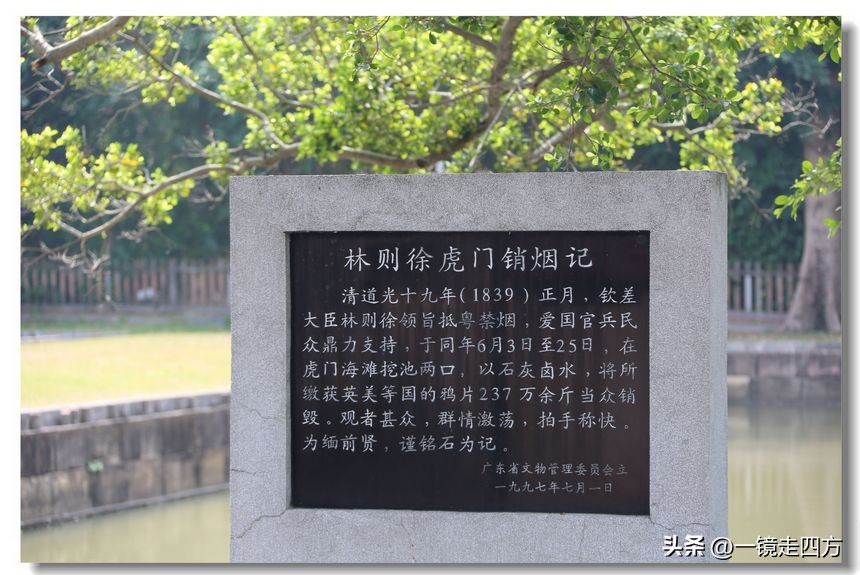 林则徐虎门销烟记
清道光十九年(1839)正月，钦差
大臣林则徐领旨抵粤禁烟，爱国官兵民
众鼎力支持，于同年6月3日至25日，在
虎门海滩挖池两口，以石灰卤水，将所
缴获英美等国的鸦片237万余斤当众销
毁。观者甚众，群情激荡，拍手称快。
为缅前贤，谨铭石为记。
广东省文物管理委员会立
一九九七年七月一日
头条 @一镜走四方